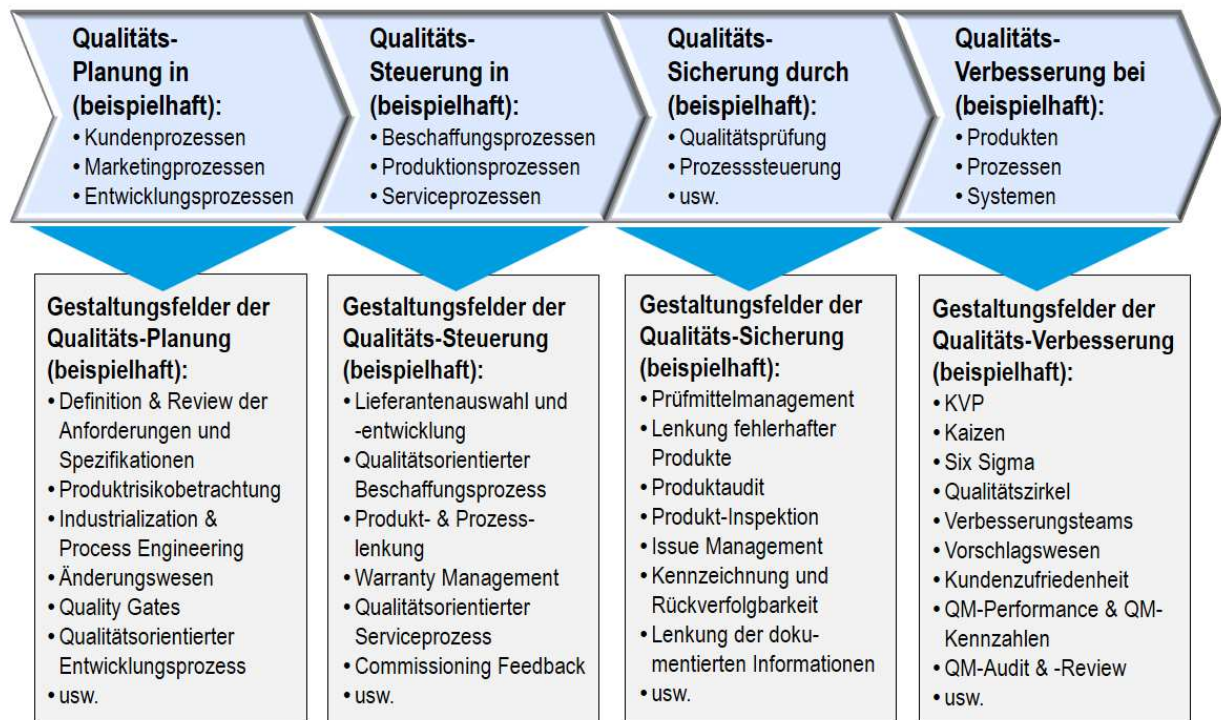 Qualitäts-
Planung in
(beispielhaft):
• Kundenprozessen
• Marketingprozessen
• Entwicklungsprozessen
Qualitäts-
Steuerung in
(beispielhaft):
• Beschaffungsprozessen
• Produktionsprozessen
• Serviceprozessen
Qualitäts-
Sicherung durch
(beispielhaft):
• Qualitätsprüfung
• Prozesssteuerung
• usw.
Qualitäts-
Verbesserung bei
(beispielhaft):
• Produkten
• Prozessen
• Systemen
Gestaltungsfelder der
Qualitäts-Planung
(beispielhaft):
• Definition & Review der
Anforderungen und
Spezifikationen
• Produktrisikobetrachtung
• Industrialization &
Process Engineering
• Änderungswesen
• Quality Gates
• Qualitätsorientierter
Entwicklungsprozess
• usw.
Gestaltungsfelder der
Qualitäts-Steuerung
(beispielhaft):
• Lieferantenauswahl und
-entwicklung
• Qualitätsorientierter
Beschaffungsprozess
• Produkt- & Prozess-
lenkung
• Warranty Management
• Qualitätsorientierter
Serviceprozess
• Commissioning Feedback
• usw.
Gestaltungsfelder der
Qualitäts-Sicherung
(beispielhaft):
• Prüfmittelmanagement
• Lenkung fehlerhafter
Produkte
• Produktaudit
• Produkt-Inspektion
• Issue Management
• Kennzeichnung und
Rückverfolgbarkeit
• Lenkung der doku-
mentierten Informationen
• usw.
Gestaltungsfelder der
Qualitäts-Verbesserung
(beispielhaft):
• KVP
• Kaizen
• Six Sigma
• Qualitätszirkel
• Verbesserungsteams
• Vorschlagswesen
• Kundenzufriedenheit
• QM-Performance & QM-
Kennzahlen
• QM-Audit & -Review
• usw.